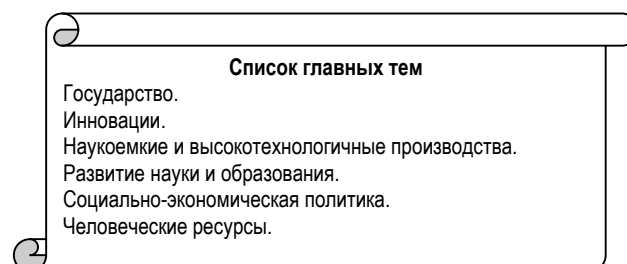 Список главных тем
Государство.
Инновации.
Наукоемкие и высокотехнологичные производства.
Развитие науки и образования.
Социально-экономическая политика.
Человеческие ресурсы.